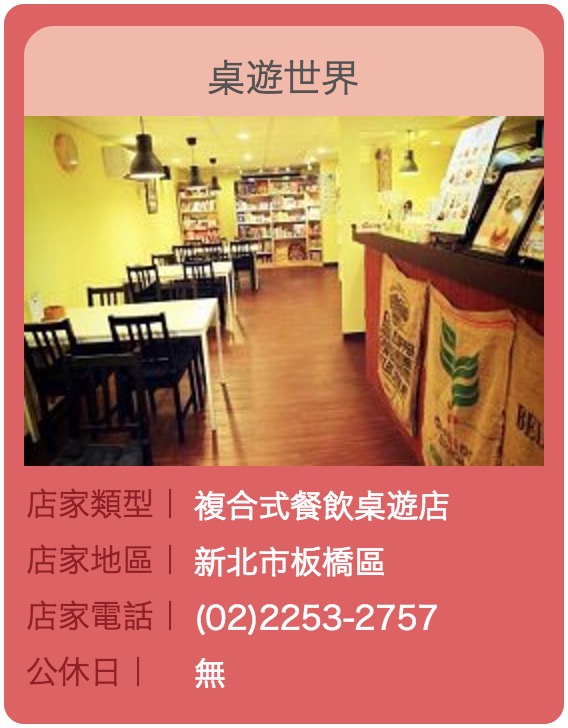 桌遊世界
店家類型｜ 複合式餐飲桌遊店
店家地區｜ 新北市板橋區
店家電話｜ (02)2253-2757
公休日｜ 無